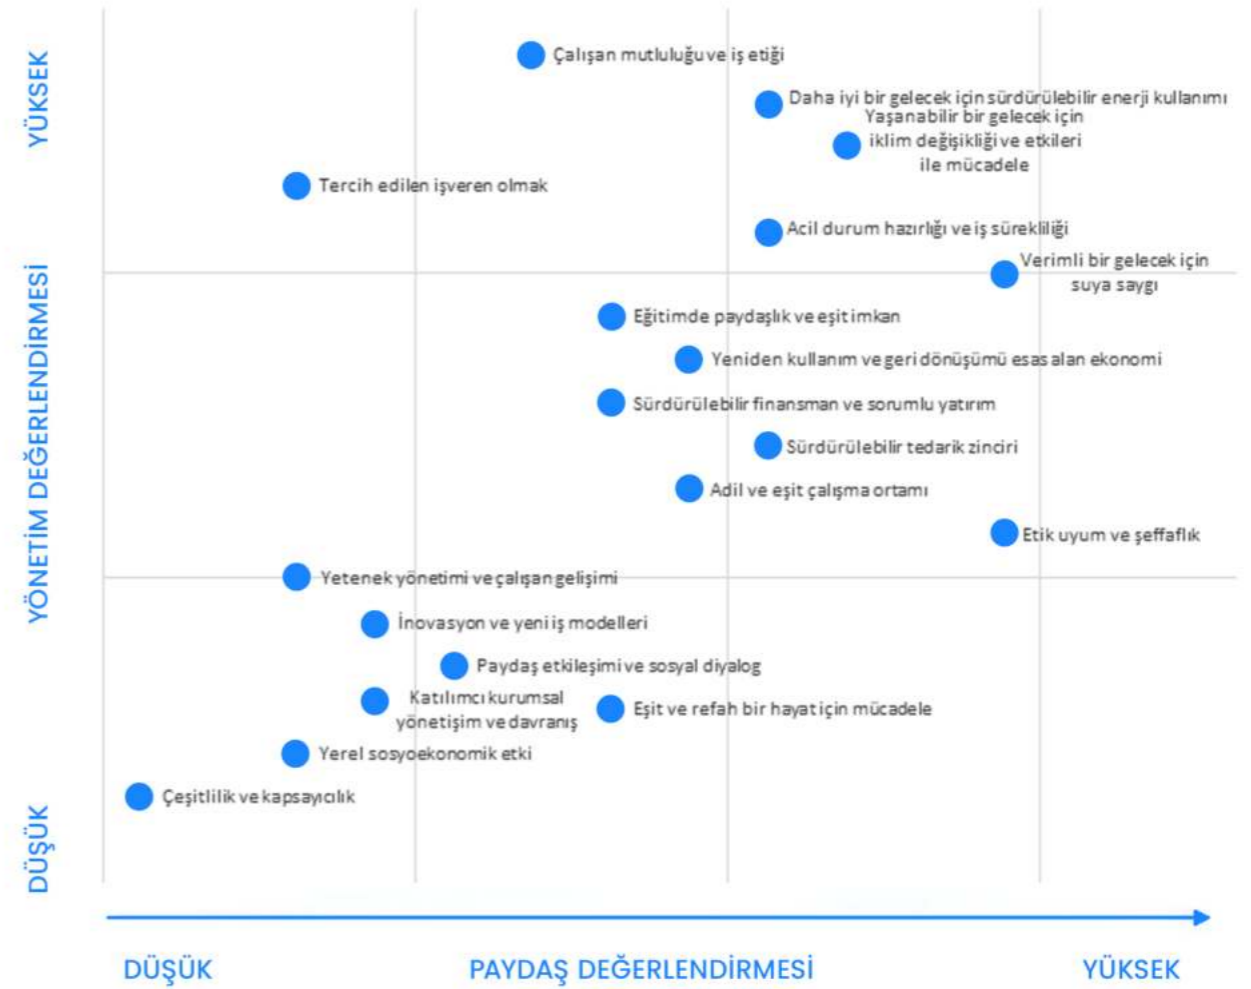 YÜKSEK
YÖNETİM DEĞERLENDİRMESİ
DÜŞÜK
Çalışan mutluluğu ve iş etiği
Daha iyi bir gelecek için sürdürülebilir enerji kullanımı
Yaşanabilir bir gelecek için
iklim değişikliği ve etkileri
ile mücadele
Tercih edilen işveren olmak
Acil durum hazırlığı ve iş sürekliliği
Verimli bir gelecek için
suya saygı
Eğitimde paydaşlık ve eşit imkan
Yeniden kullanım ve geri dönüşümü esas alan ekonomi
Sürdürülebilir finansman ve sorumlu yatırım
Sürdürülebilir tedarik zinciri
Adil ve eşit çalışma ortamı
Etik uyum ve şeffaflık
Yetenek yönetimi ve çalışan gelişimi
İnovasyon ve yeni iş modelleri
Paydaş etkileşimi ve sosyal diyalog
Katılımcı kurumsal
yönetişim ve davranış
Eşit ve refah bir hayat için mücadele
Yerel sosyoekonomik etki
Çeşitlilik ve kapsayıcılık
DÜŞÜK
PAYDAŞ DEĞERLENDİRMESİ
YÜKSEK